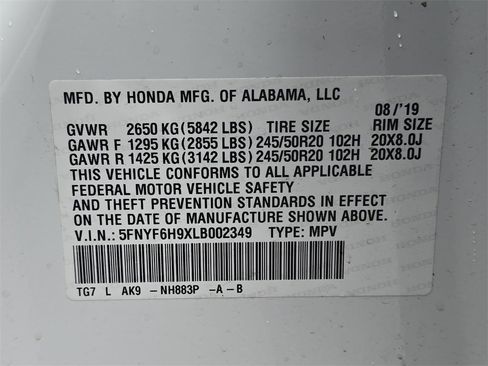 MFD. BY HONDA MFG. OF ALABAMA, LLC
08/'19
GVWR 2650 KG(5842 LBS) TIRE SIZE RIM SIZE
GAWR F 1295 KG(2855 LBS)245/50R20 102H 20X8.0J
GAWR R 1425 KG(3142 LBS)245/50R20 102H 20X8.0J
THIS VEHICLE CONFORMS TO ALL APPLICABLE
FEDERAL MOTOR VEHICLE SAFETY
AND THEFT PREVENTION STANDARDS IN EFFECT
ON THE DATE OF MANUFACTURE SHOWN ABOVE.
V.I.N.: 5FNYF6H9XLB002349 TYPE: MPV
TG7 L AK9 -NH883P -A-B